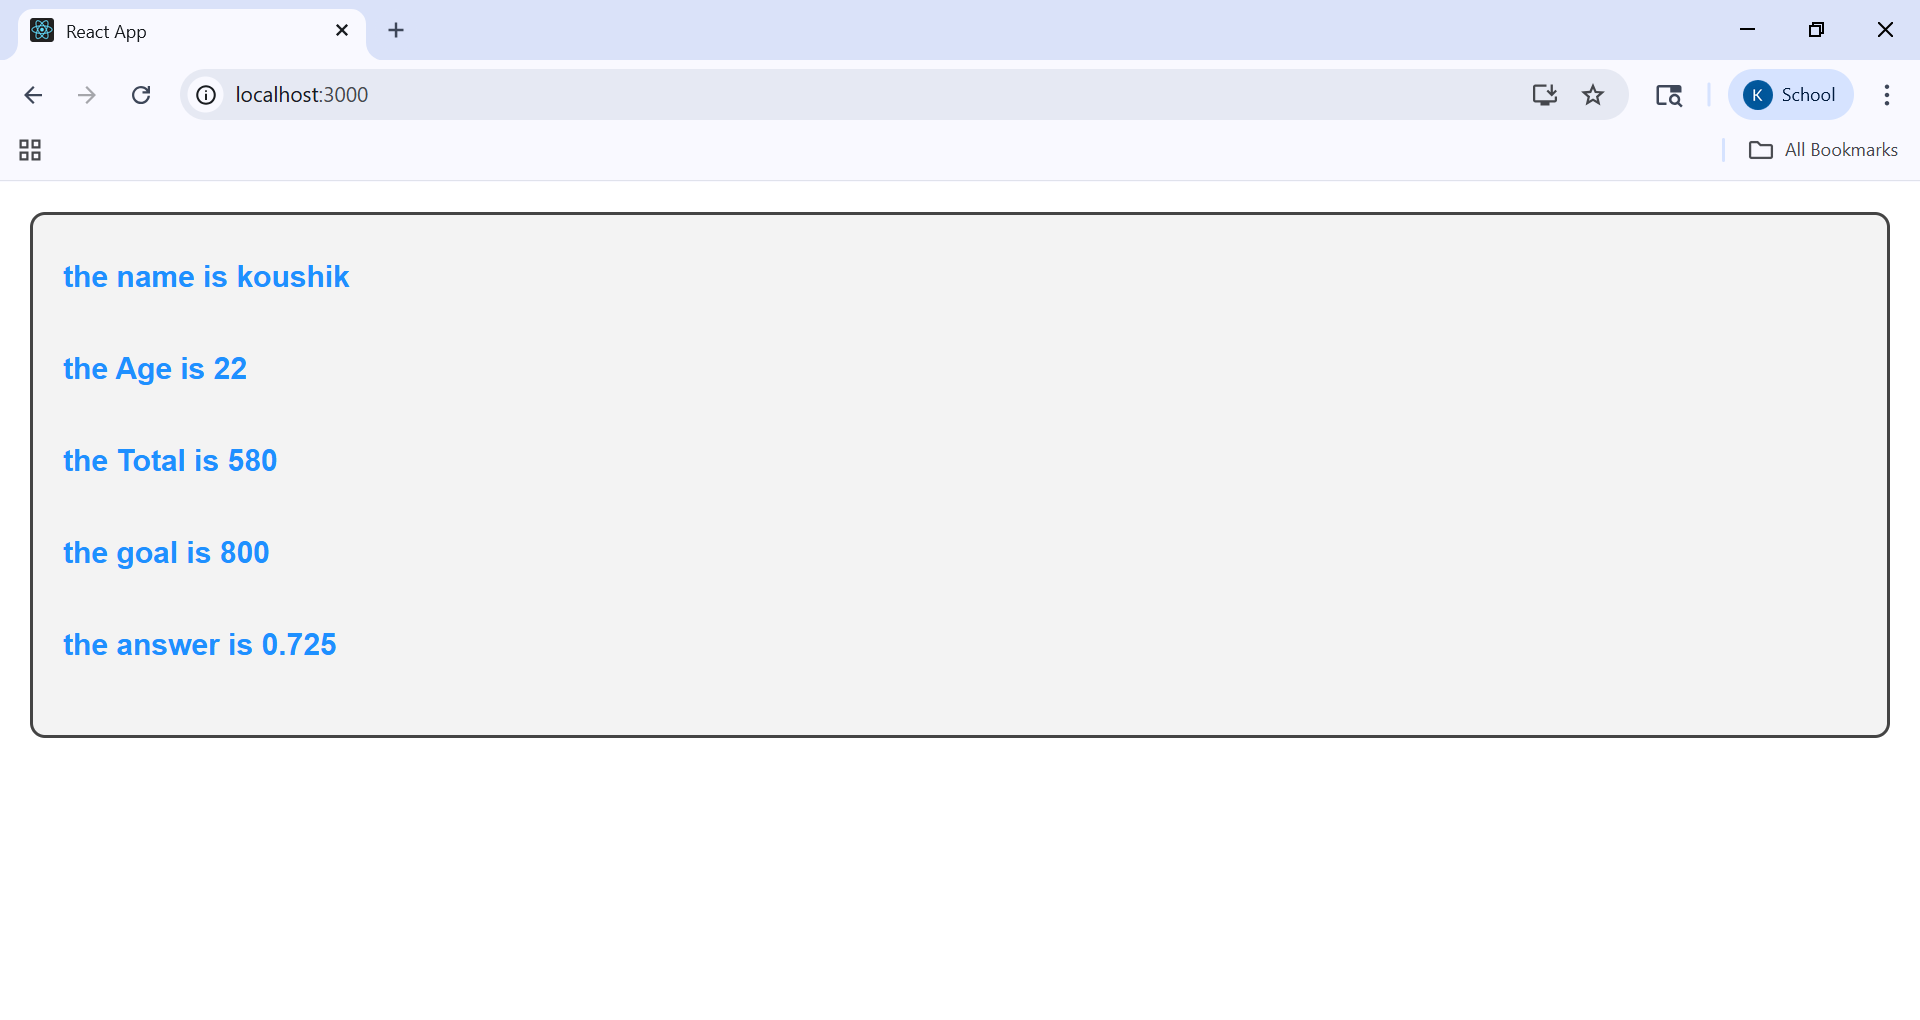 React App
localhost:3000
K School
All Bookmarks
the name is koushik
the Age is 22
the Total is 580
the goal is 800
the answer is 0.725